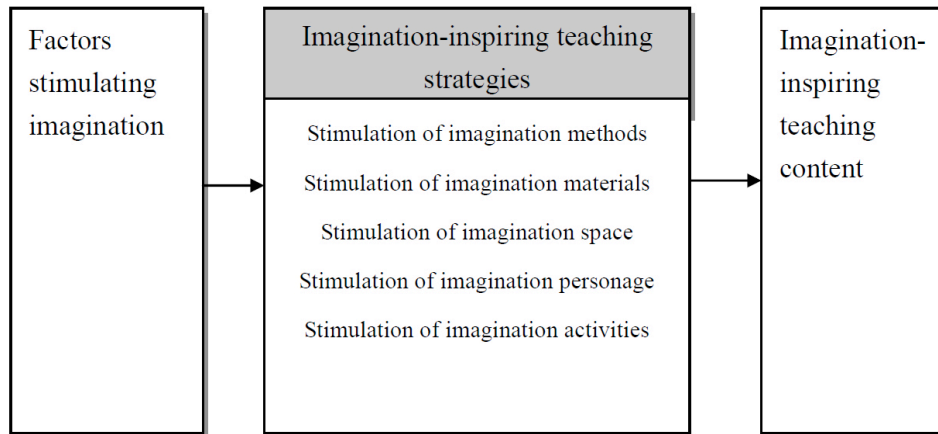 Factors
stimulating
imagination
Imagination-inspiring teaching
strategies
Stimulation of imagination methods
Stimulation of imagination materials
Stimulation of imagination space
Stimulation of imagination personage
Stimulation of imagination activities
Imagination-
inspiring
teaching
content